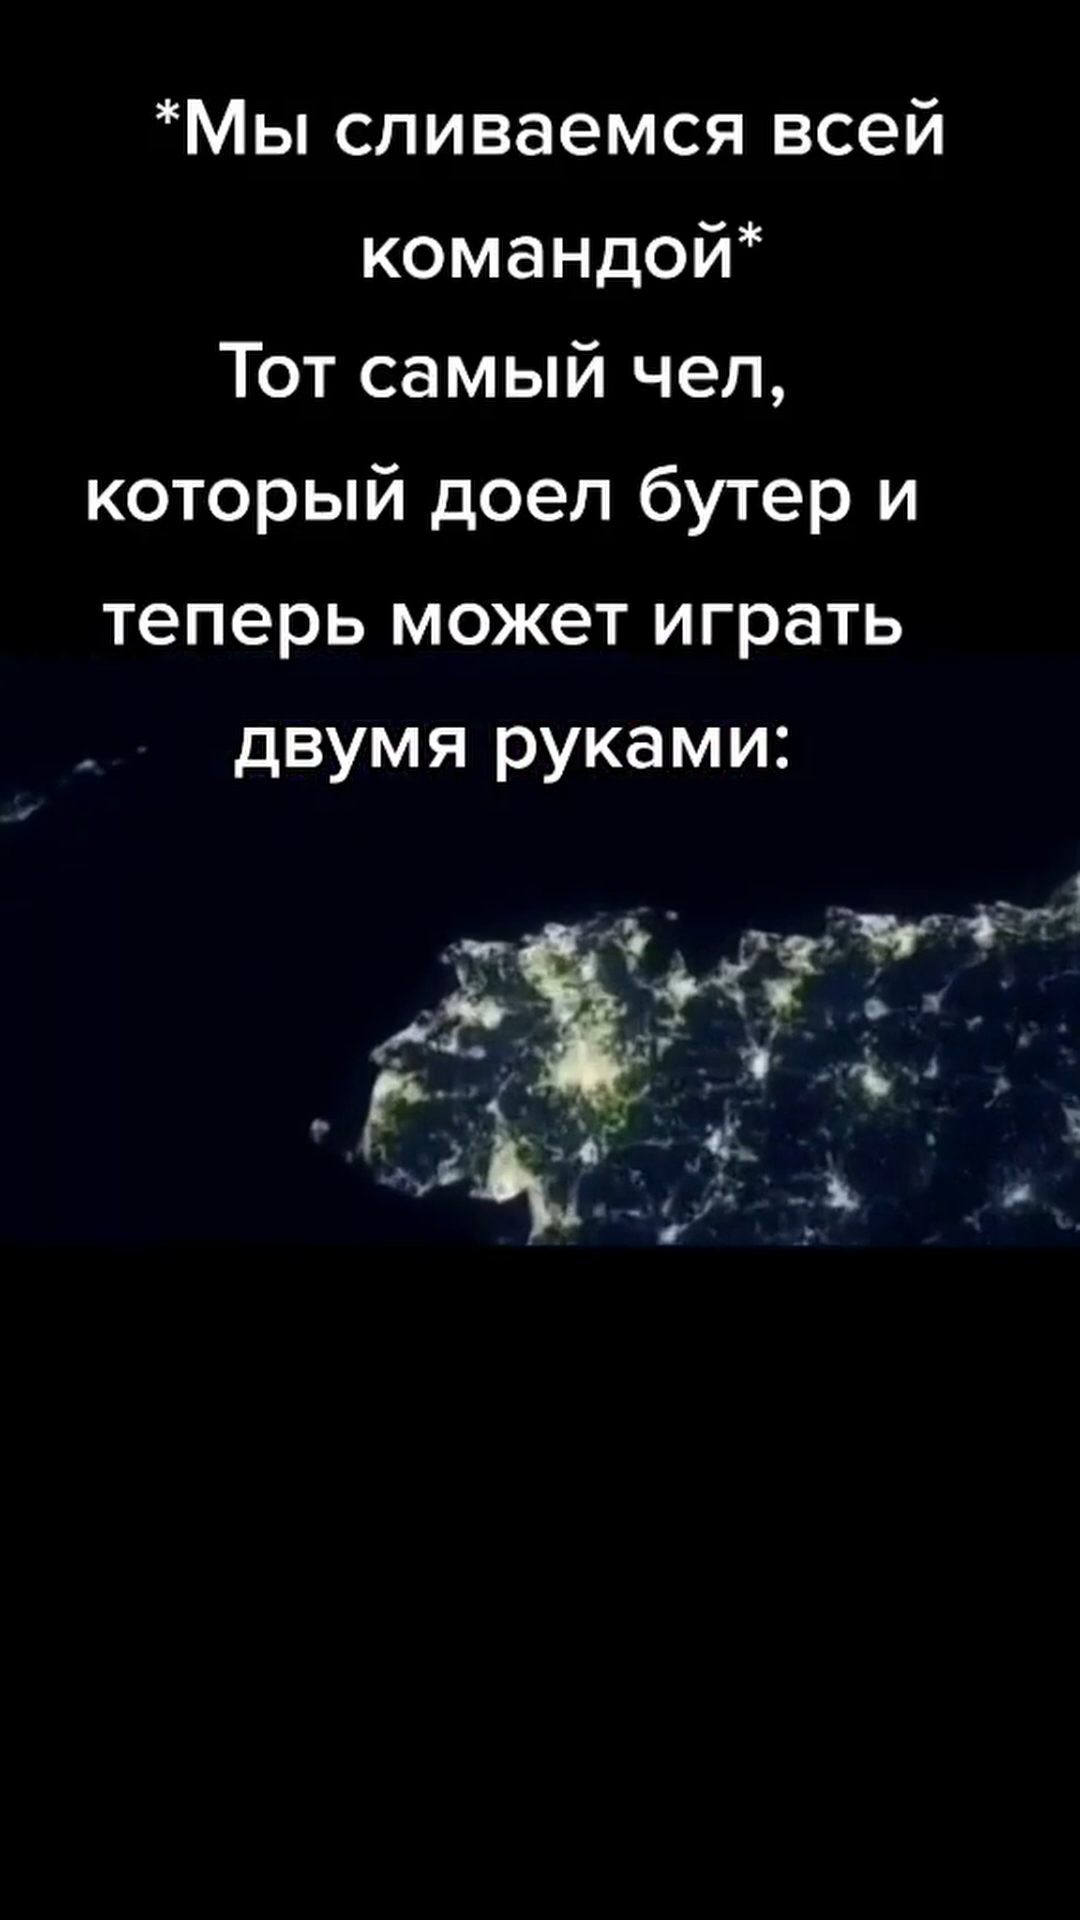 *Мы сливаемся всей
командой*
Тот самый чел,
который доел бутер и
теперь может играть
двумя руками: